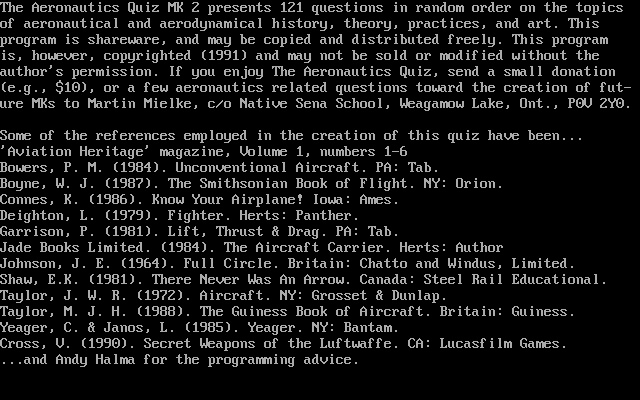 The Aeronautics Quiz MK 2 presents 121 questions in random order on the topics
of aeronautical and aerodynamical history, theory, practices, and art. This
program is shareware, and may be copied and distributed freely. This program
is, however, copyrighted (1991) and may not be sold or modified without the
author's permission. If you enjoy The Aeronautics Quiz, send a small donation
(e.g., $10), or a few aeronautics related questions toward the creation of fut-
ure MKs to Martin Mielke, c/o Native Sena School, Weagamow Lake, Ont., P0V 2Y0.

Some of the references employed in the creation of this quiz have been...
'Aviation Heritage' magazine, Volume 1, numbers 1-6
Bowers, P. M. (1984). Unconventional Aircraft. PA: Tab.
Boyne, W. J. (1987). The Smithsonian Book of Flight. NY: Orion.
Connes, K. (1986). Know Your Airplane! Iowa: Ames.
Deighton, L. (1979). Fighter. Herts: Panther.
Garrison, P. (1981). Lift, Thrust & Drag. PA: Tab.
Jade Books Limited. (1984). The Aircraft Carrier. Herts: Author
Johnson, J. E. (1964). Full Circle. Britain: Chatto and Windus, Limited.
Shaw, E.K. (1981). There Never Was An Arrow. Canada: Steel Rail Educational.
Taylor, J. W. R. (1972). Aircraft. NY: Grosset & Dunlap.
Taylor, M. J. H. (1988). The Guiness Book of Aircraft. Britain: Guiness.
Yeager, C. & Janos, L. (1985). Yeager. NY: Bantam.
Cross, V. (1990). Secret Weapons of the Luftwaffe. CA: Lucasfilm Games.
...and Andy Halma for the programming advice.